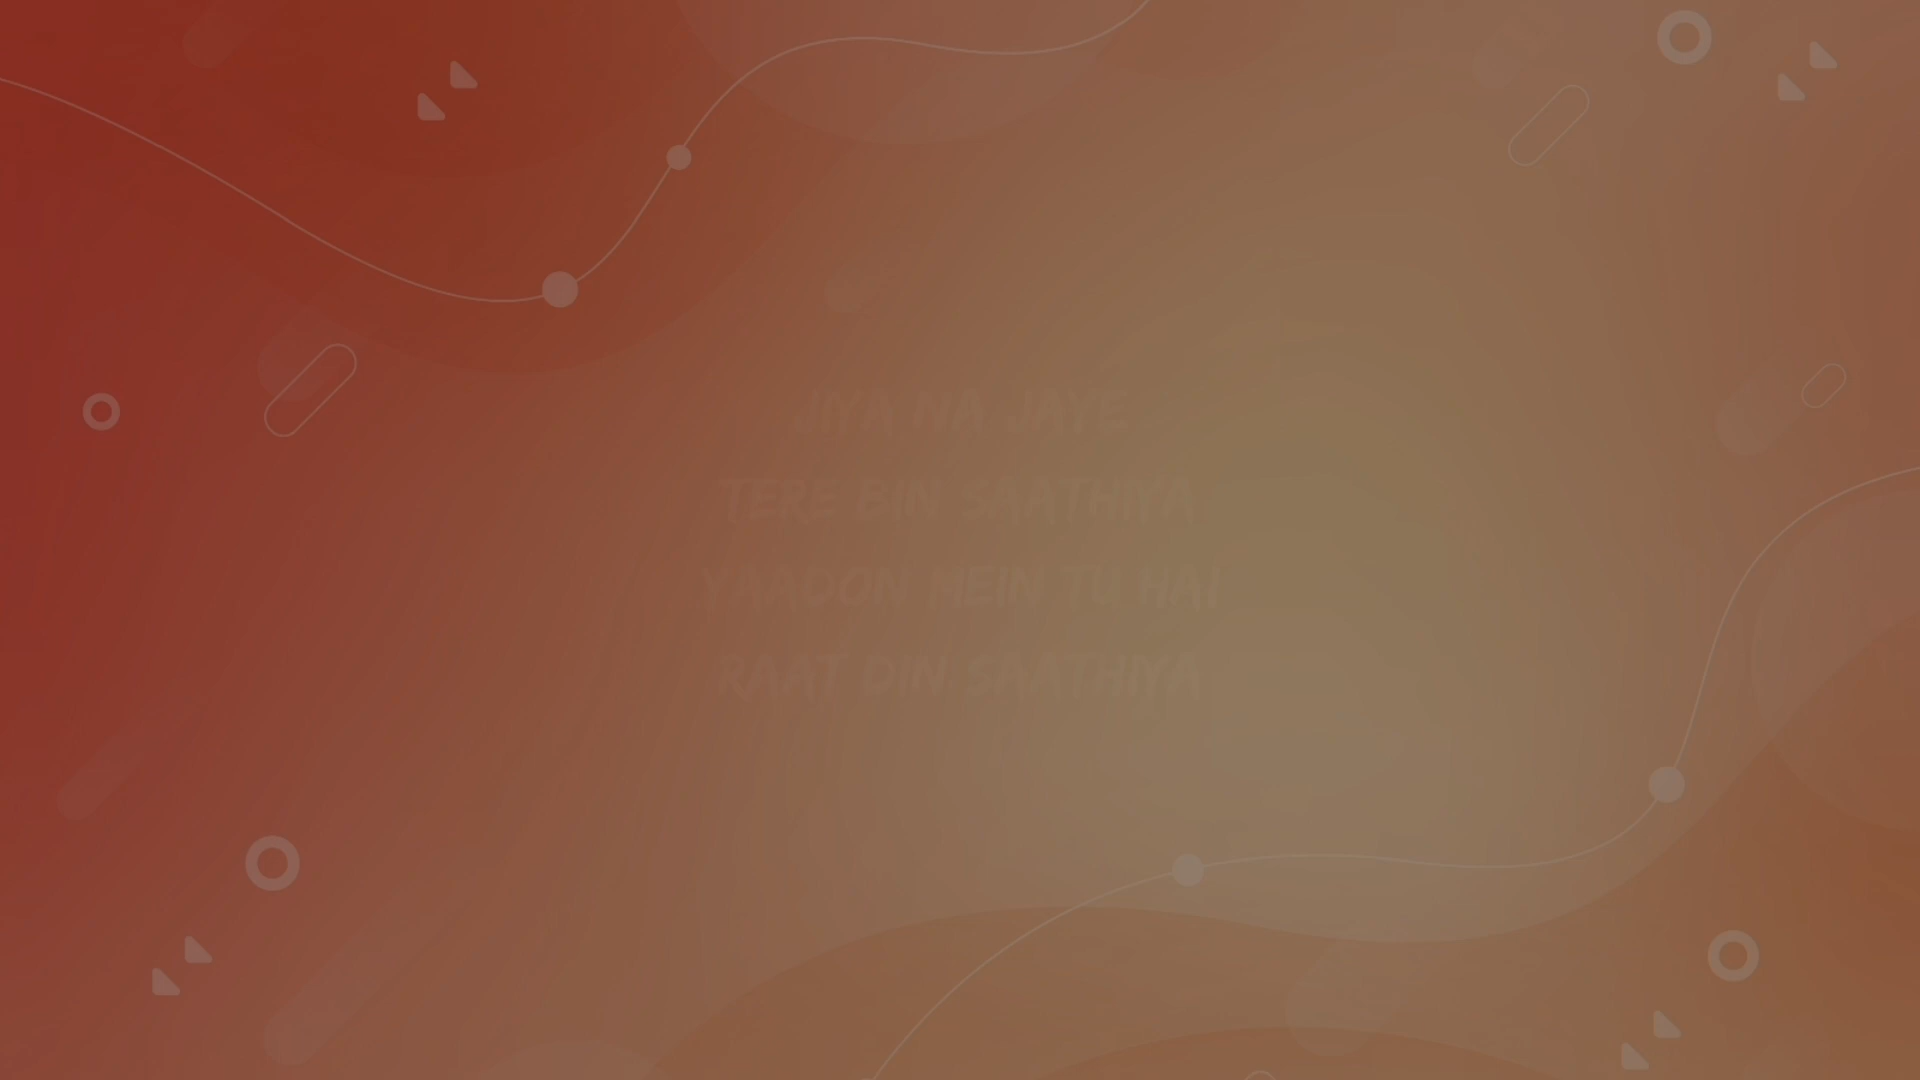 JIYA NA JAYE
TERE BIN SAATHIYA
YAADON MEIN TU HAI
RAAT DIN SAATHIYA